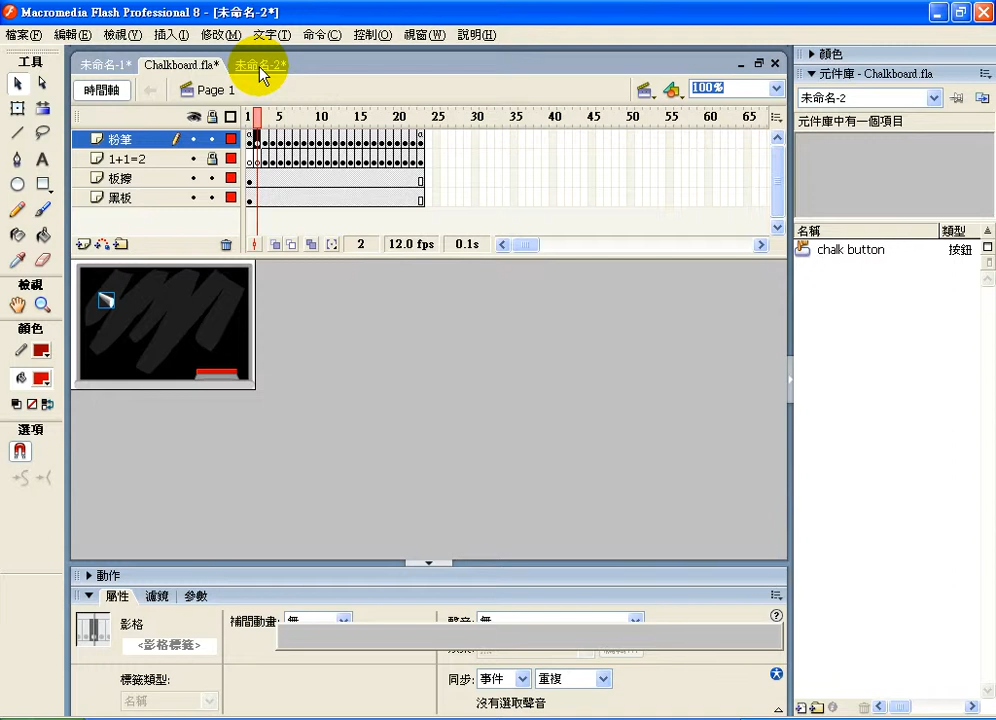 Macromedia Flash Professional 8 - [未命名-2*]
檔案(F) 編輯(E) 檢視(V) 插入(I) 修改(M) 文字(T) 命令(C) 控制(O) 視窗(W) 說明(H)
工具
未命名-1* Chalkboard.fla* 未命名-2*
時間軸 Page 1 100%
1 5 10 15 20 25 30 35 40 45 50 55 60 65
粉筆
1+1=2
板擦
黑板
2 12.0 fps 0.1s
檢視
顏色
選項
顏色
元件庫 - Chalkboard.fla
未命名-2
元件庫中有一個項目
名稱 類型
chalk button 按鈕
動作
屬性 濾鏡 參數
影格 補間動畫: 無 聲音: 無
<影格標籤>
標籤類型: 同步: 事件 重複
名稱 沒有選取聲音